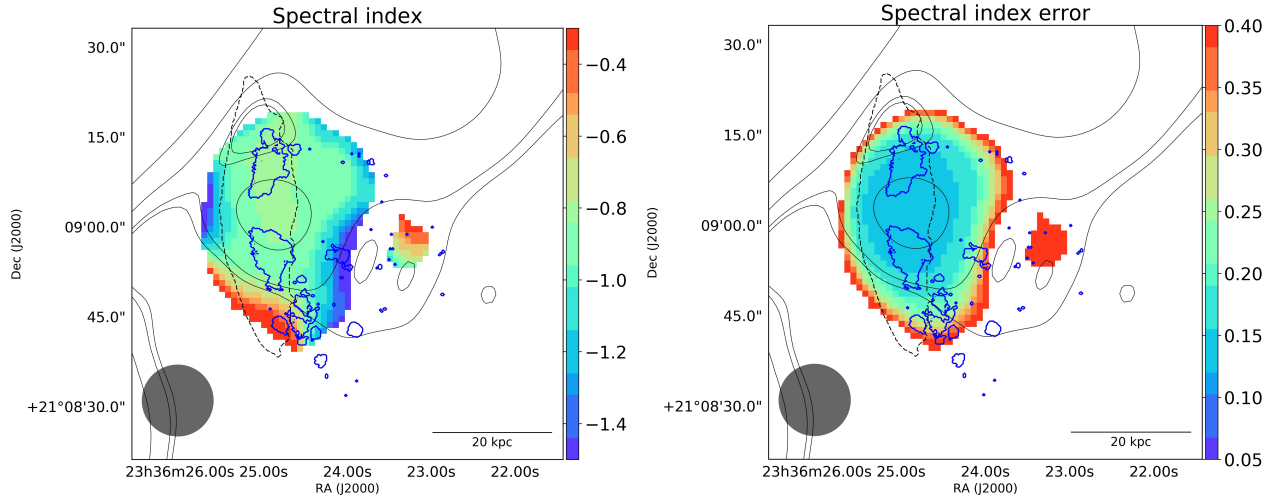 Spectral index
Spectral index error
30.0"
15.0"
09'00.0"
45.0"
+21°08'30.0"
Dec (J2000)
23h36m26.00s 25.00s 24.00s 23.00s 22.00s
RA (J2000)
20 kpc
−0.4
−0.6
−0.8
−1.0
−1.2
−1.4
30.0"
15.0"
09'00.0"
45.0"
+21°08'30.0"
Dec (J2000)
23h36m26.00s 25.00s 24.00s 23.00s 22.00s
RA (J2000)
20 kpc
0.40
0.35
0.30
0.25
0.20
0.15
0.10
0.05